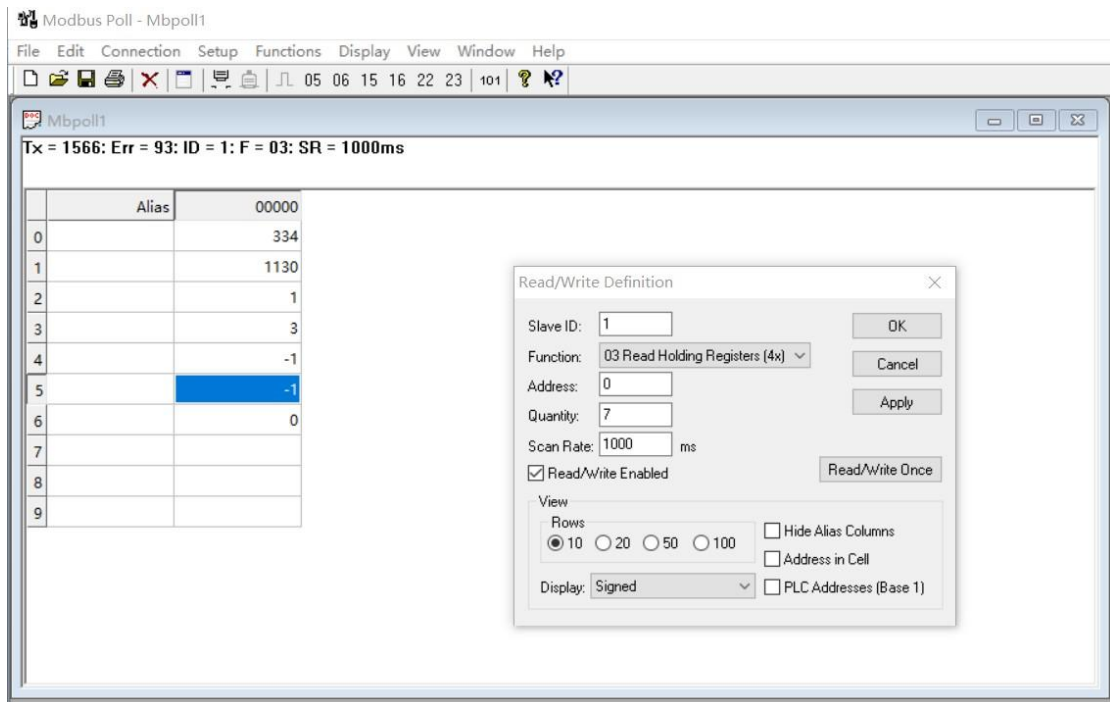 Modbus Poll - Mbpoll1
File Edit Connection Setup Functions Display View Window Help
05 06 15 16 22 23 101
Mbpoll1
Tx = 1566: Err = 93: ID = 1: F = 03: SR = 1000ms
Alias 00000
0 334
1 1130
2 1
3 3
4 -1
5 -1
6 0
7
8
9
Read/Write Definition
Slave ID: 1 OK
Function: 03 Read Holding Registers (4x) Cancel
Address: 0
Quantity: 7 Apply
Scan Rate: 1000 ms
Read/Write Enabled Read/Write Once
View
Rows
10 20 50 100 Hide Alias Columns
Address in Cell
Display: Signed PLC Addresses (Base 1)